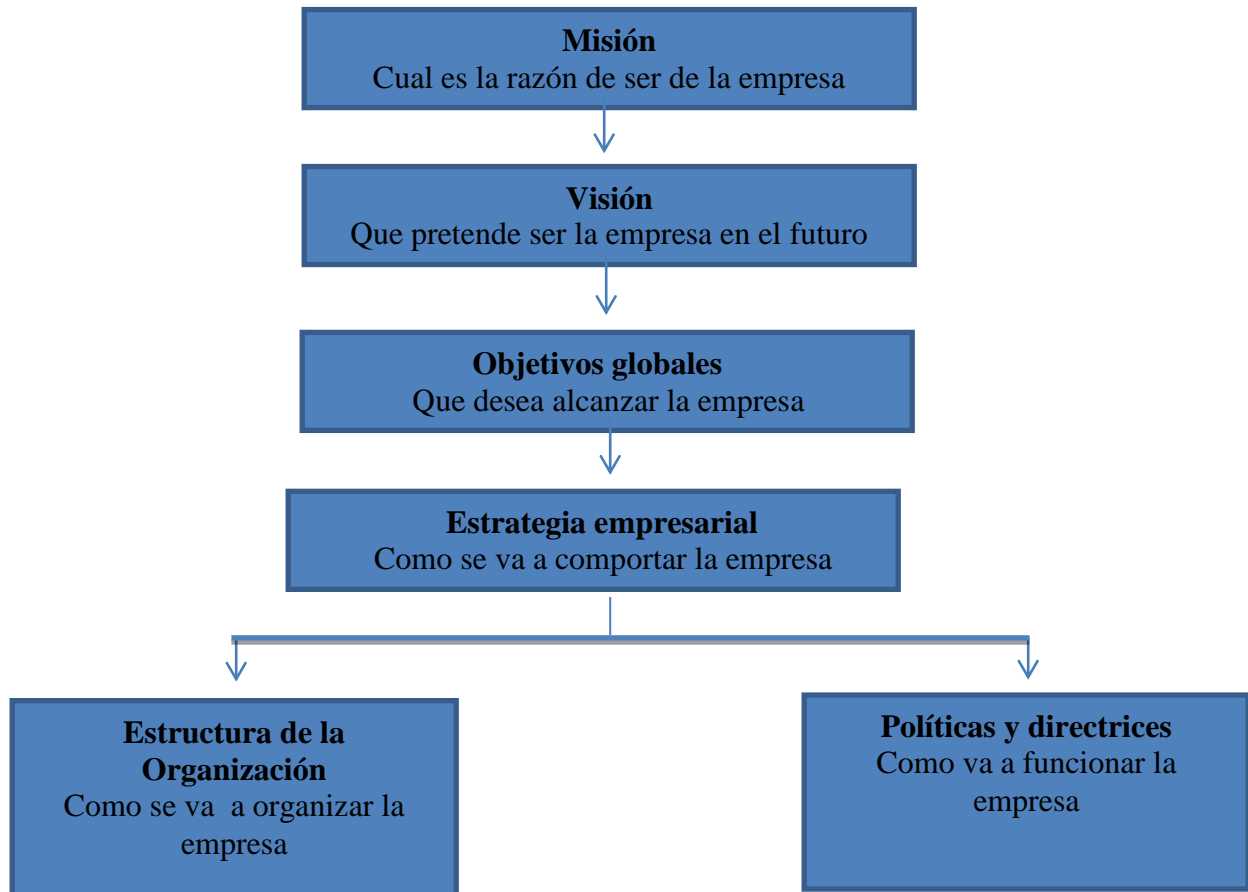 Misión
Cual es la razón de ser de la empresa
Visión
Que pretende ser la empresa en el futuro
Objetivos globales
Que desea alcanzar la empresa
Estrategia empresarial
Como se va a comportar la empresa
Estructura de la
Organización
Como se va a organizar la
empresa
Políticas y directrices
Como va a funcionar la
empresa